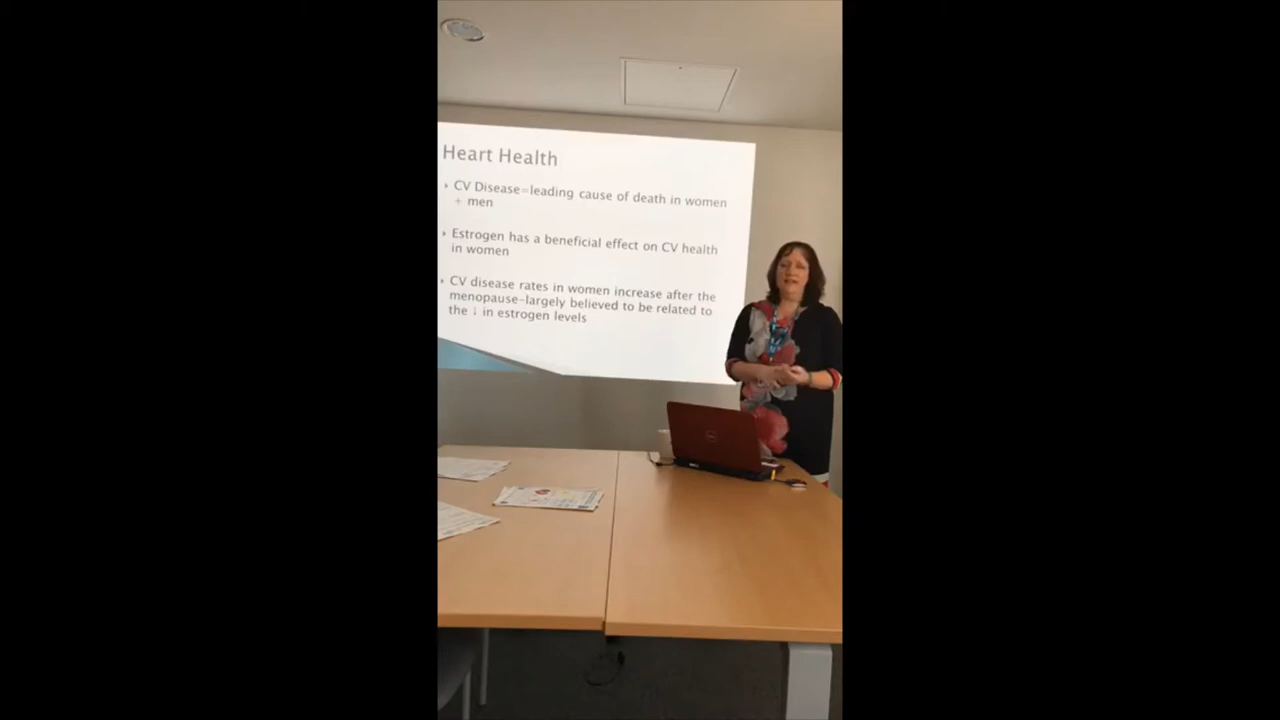 Heart Health
CV Disease=leading cause of death in women
+ men
Estrogen has a beneficial effect on CV health
in women
CV disease rates in women increase after the
menopause-largely believed to be related to
the ↓ in estrogen levels
DELL